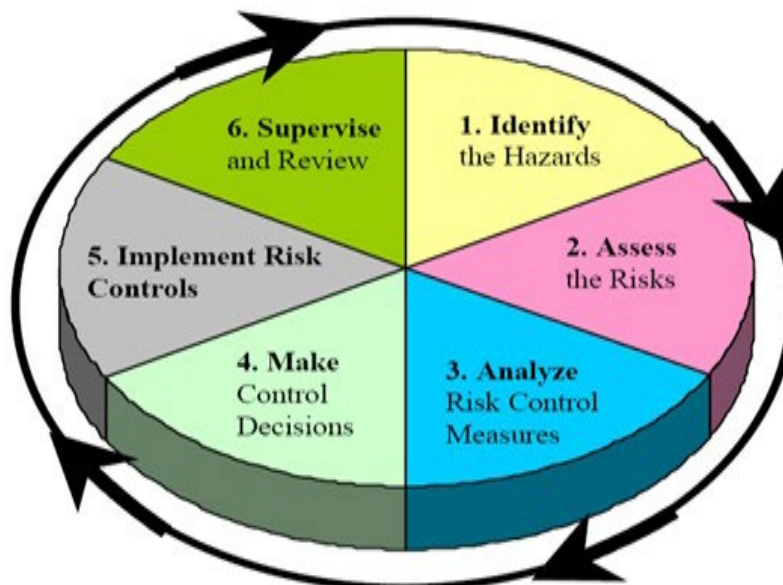 1. Identify
the Hazards
2. Assess
the Risks
3. Analyze
Risk Control
Measures
4. Make
Control
Decisions
5. Implement Risk
Controls
6. Supervise
and Review